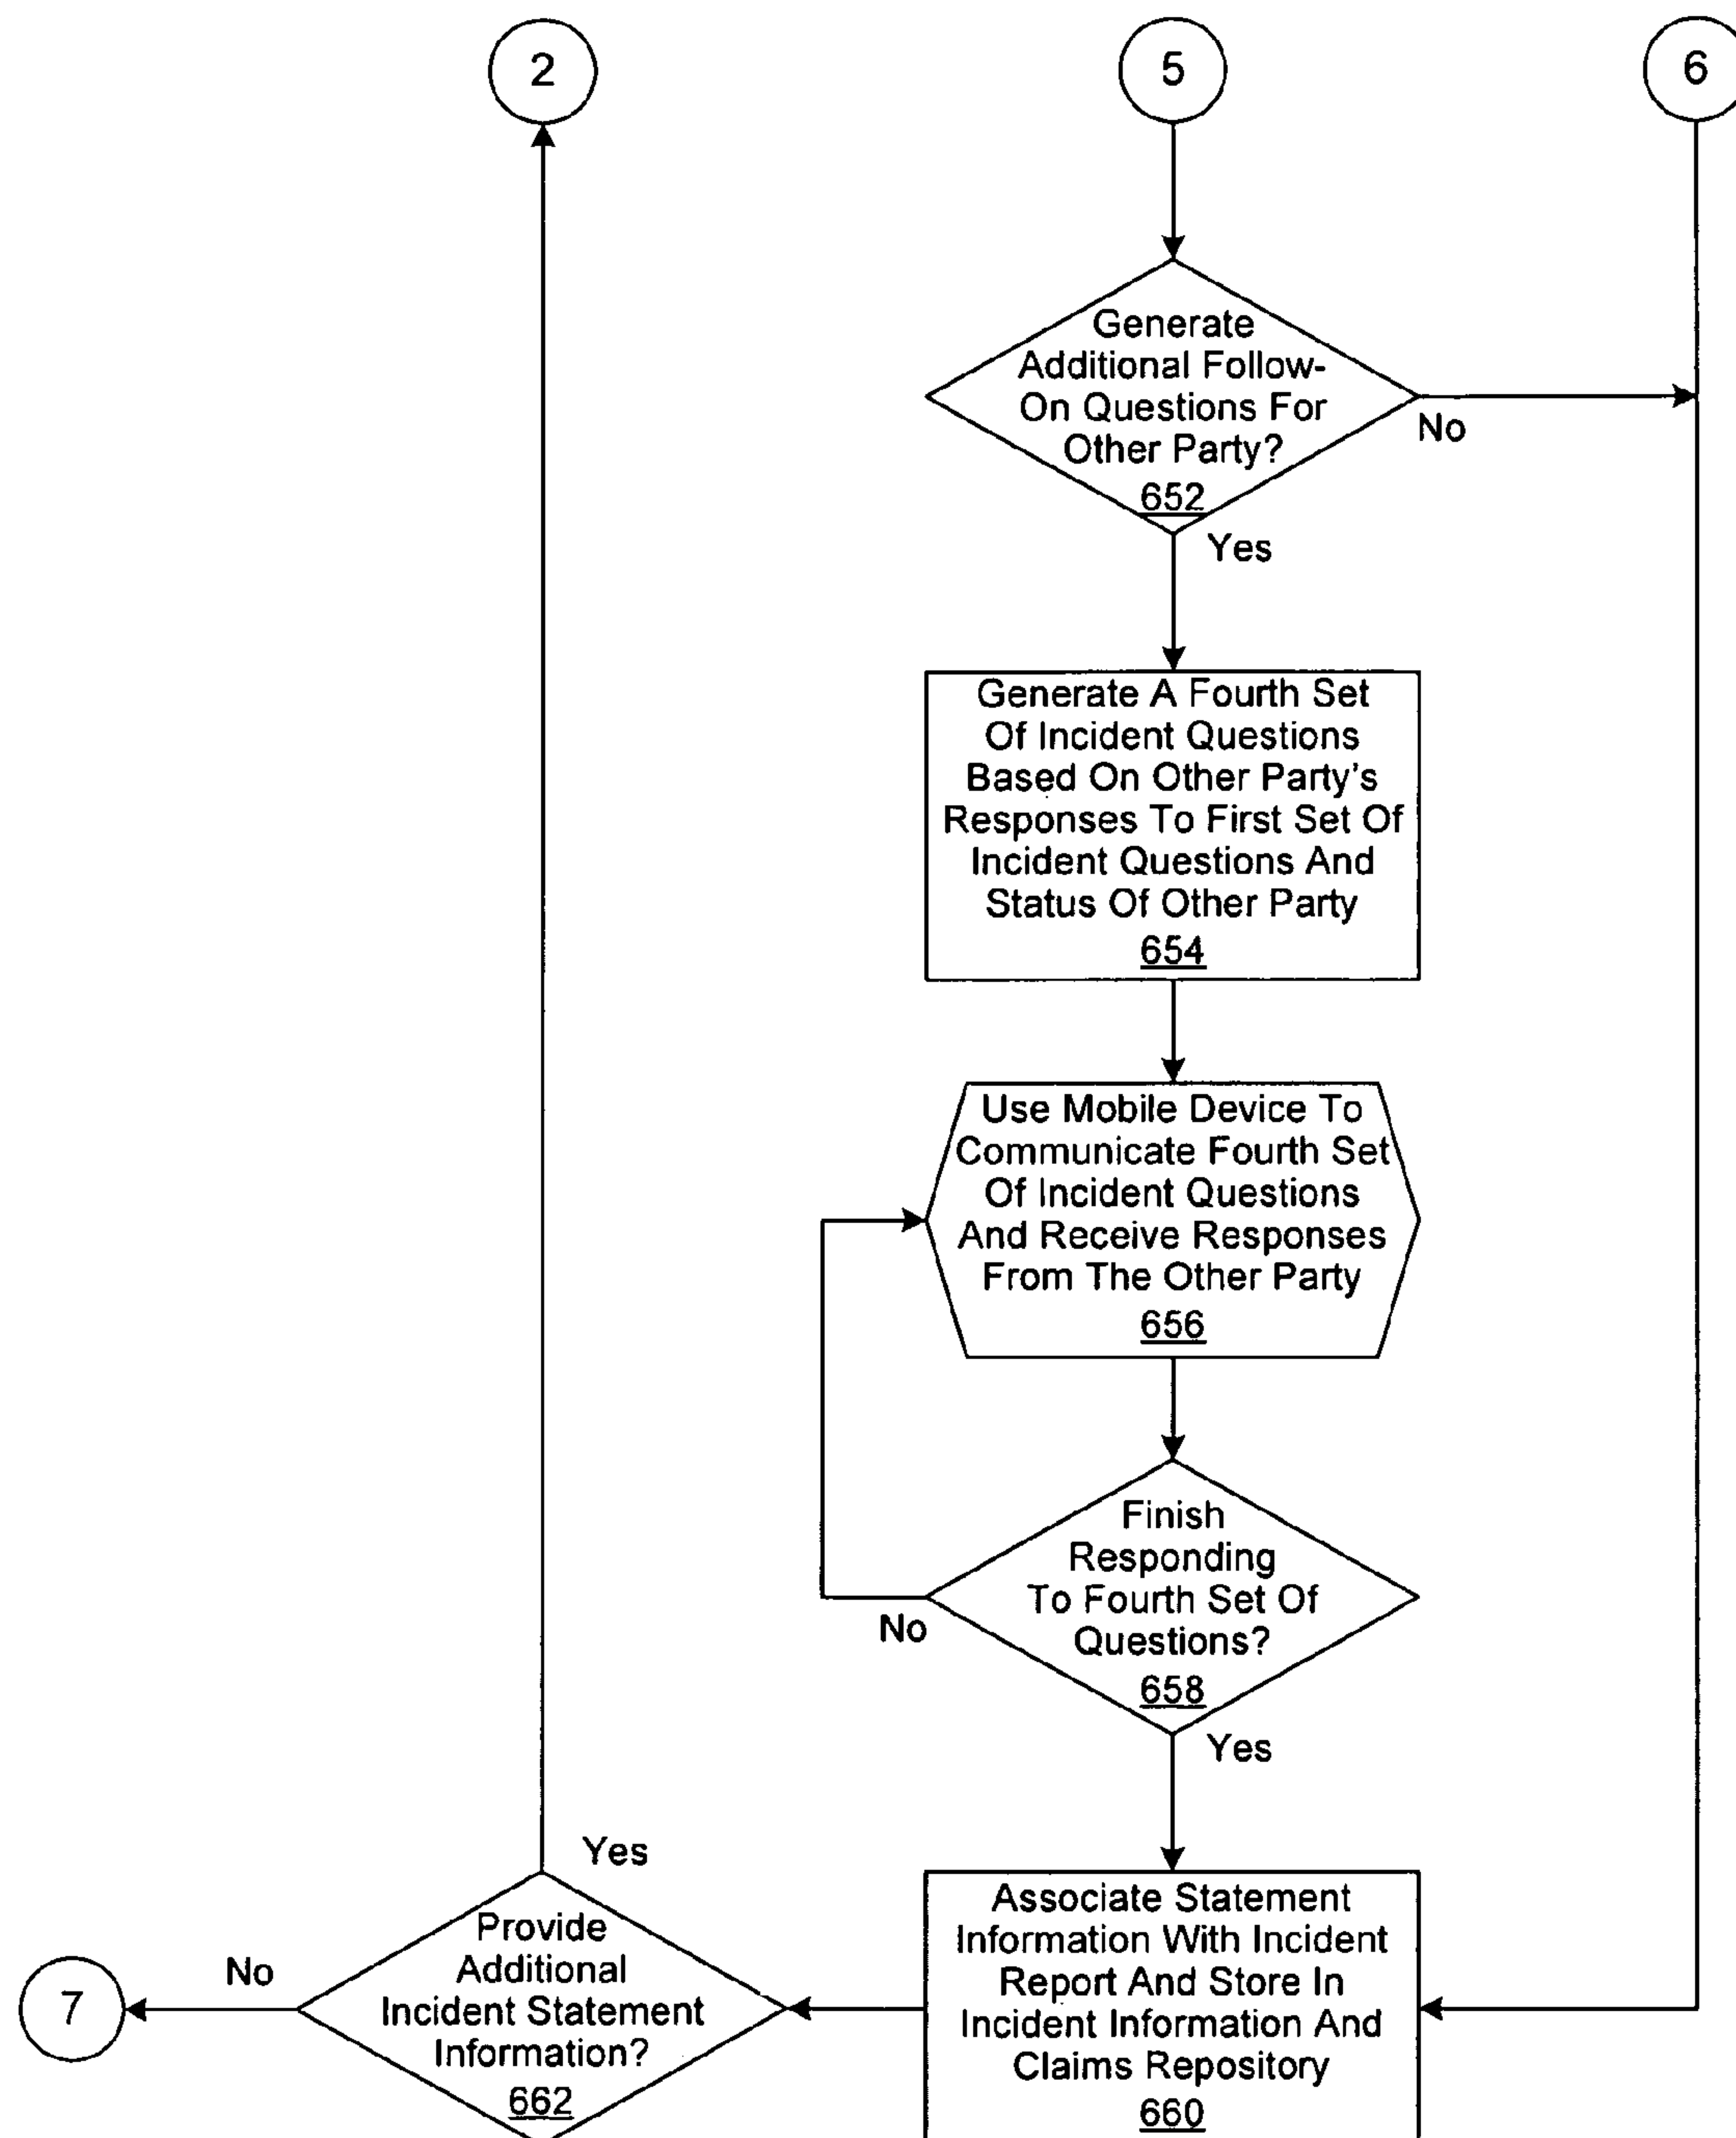 2
5
6
Generate
Additional Follow-
On Questions For
Other Party?
652
No
Yes
Generate A Fourth Set
Of Incident Questions
Based On Other Party's
Responses To First Set Of
Incident Questions And
Status Of Other Party
654
Use Mobile Device To
Communicate Fourth Set
Of Incident Questions
And Receive Responses
From The Other Party
656
Finish
Responding
To Fourth Set Of
Questions?
658
No
Yes
Associate Statement
Information With Incident
Report And Store In
Incident Information And
Claims Repository
660
Yes
Provide
Additional
Incident Statement
Information?
662
No
7